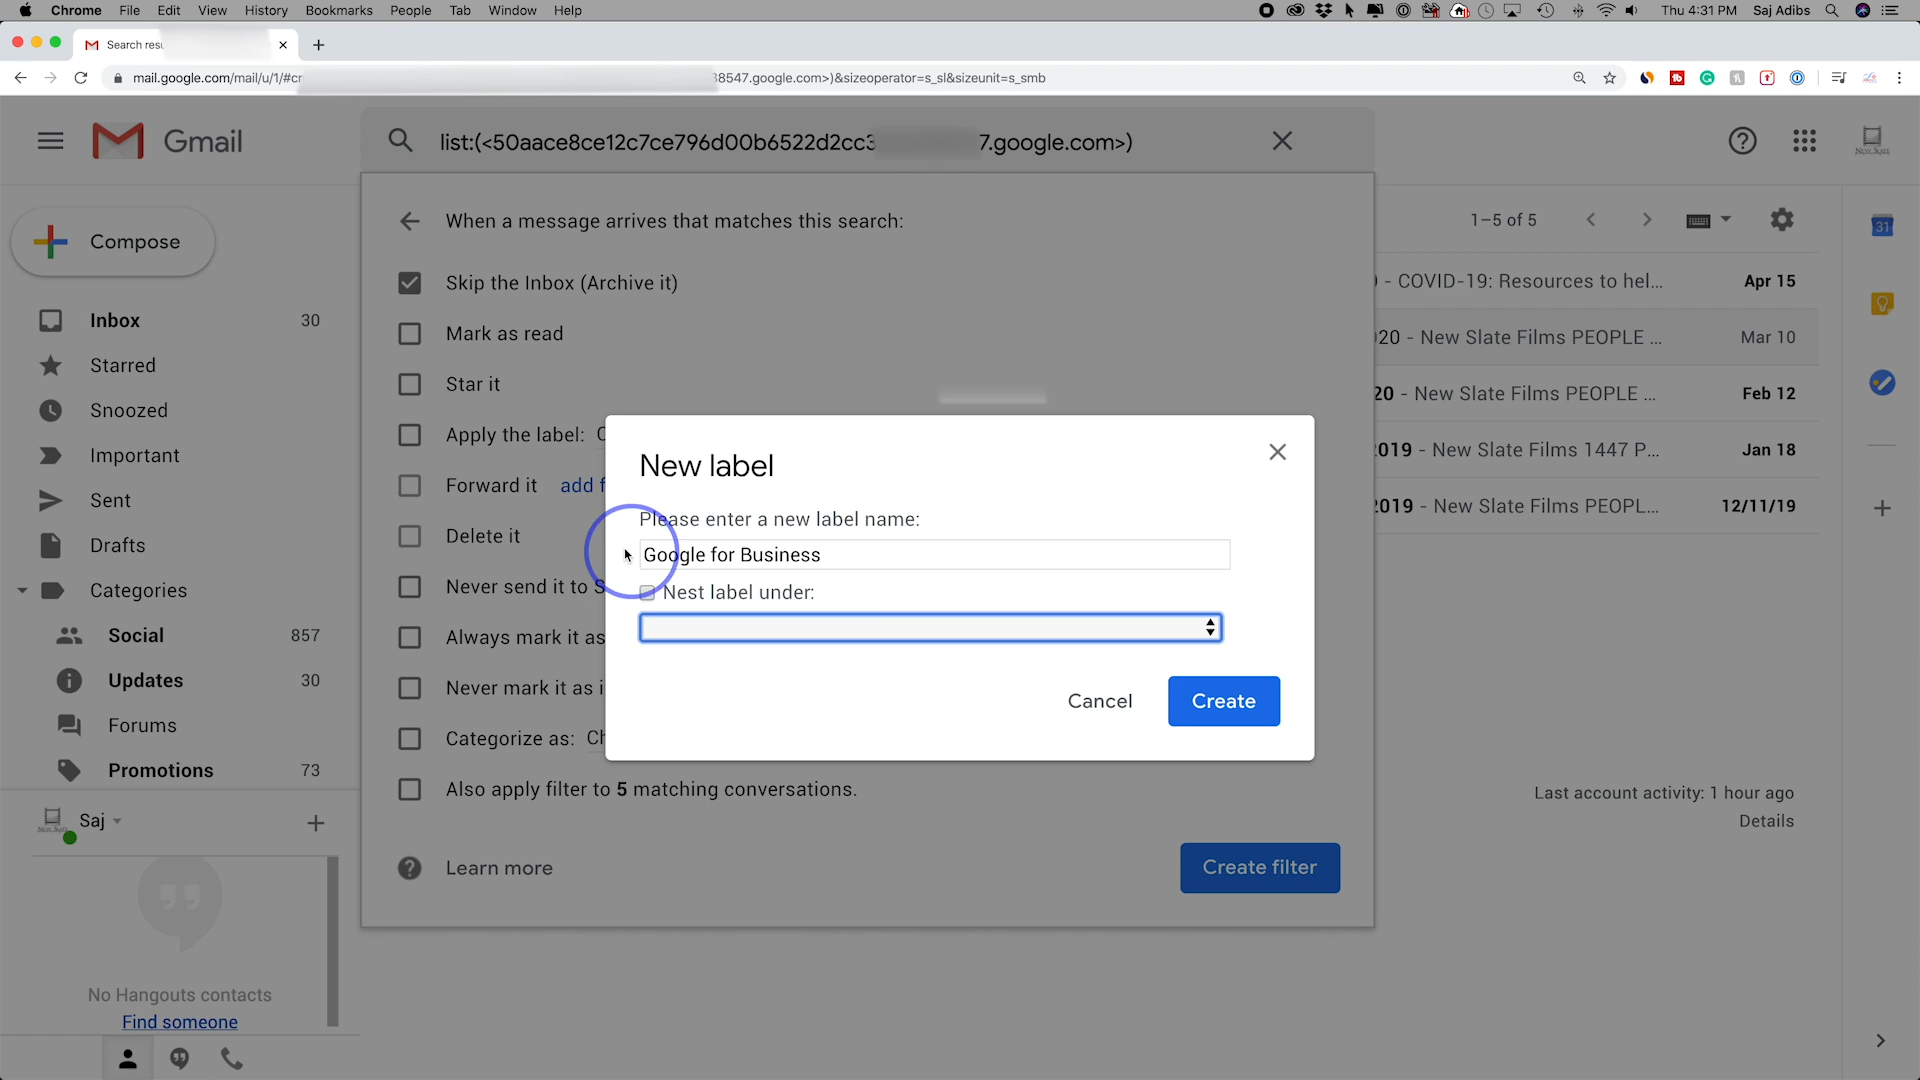 Chrome File Edit View History Bookmarks People Tab Window Help
Thu 4:31 PM Saj Adibs
Search resu
mail.google.com/mail/u/1/#cr
38547.google.com>)&sizeoperator=s_sl&sizeunit=s_smb
Gmail
list:(<50aace8ce12c7ce796d00b6522d2cc3
7.google.com>)
Compose
Inbox 30
Starred
Snoozed
Important
Sent
Drafts
Categories
Social 857
Updates 30
Forums
Promotions 73
Saj
No Hangouts contacts
Find someone
When a message arrives that matches this search:
Skip the Inbox (Archive it)
Mark as read
Star it
Apply the label:
Forward it add f
Delete it
Never send it to S
Always mark it as
Never mark it as i
Categorize as: Ch
Also apply filter to 5 matching conversations.
Learn more
Create filter
New label
Please enter a new label name:
Google for Business
Nest label under:
Cancel
Create
1–5 of 5
31
- COVID-19: Resources to hel... Apr 15
020 - New Slate Films PEOPLE ... Mar 10
20 - New Slate Films PEOPLE ... Feb 12
2019 - New Slate Films 1447 P... Jan 18
2019 - New Slate Films PEOPL... 12/11/19
Last account activity: 1 hour ago
Details